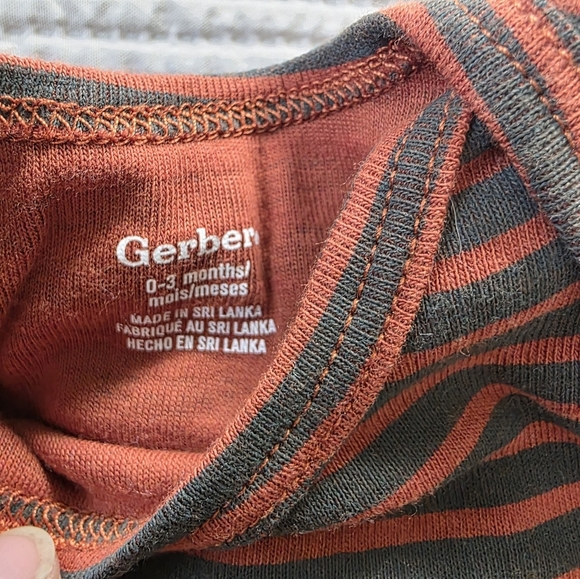 Gerber
0-3 months/
mois/meses
MADE IN SRI LANKA
FABRIQUÉ AU SRI LANKA
HECHO EN SRI LANKA